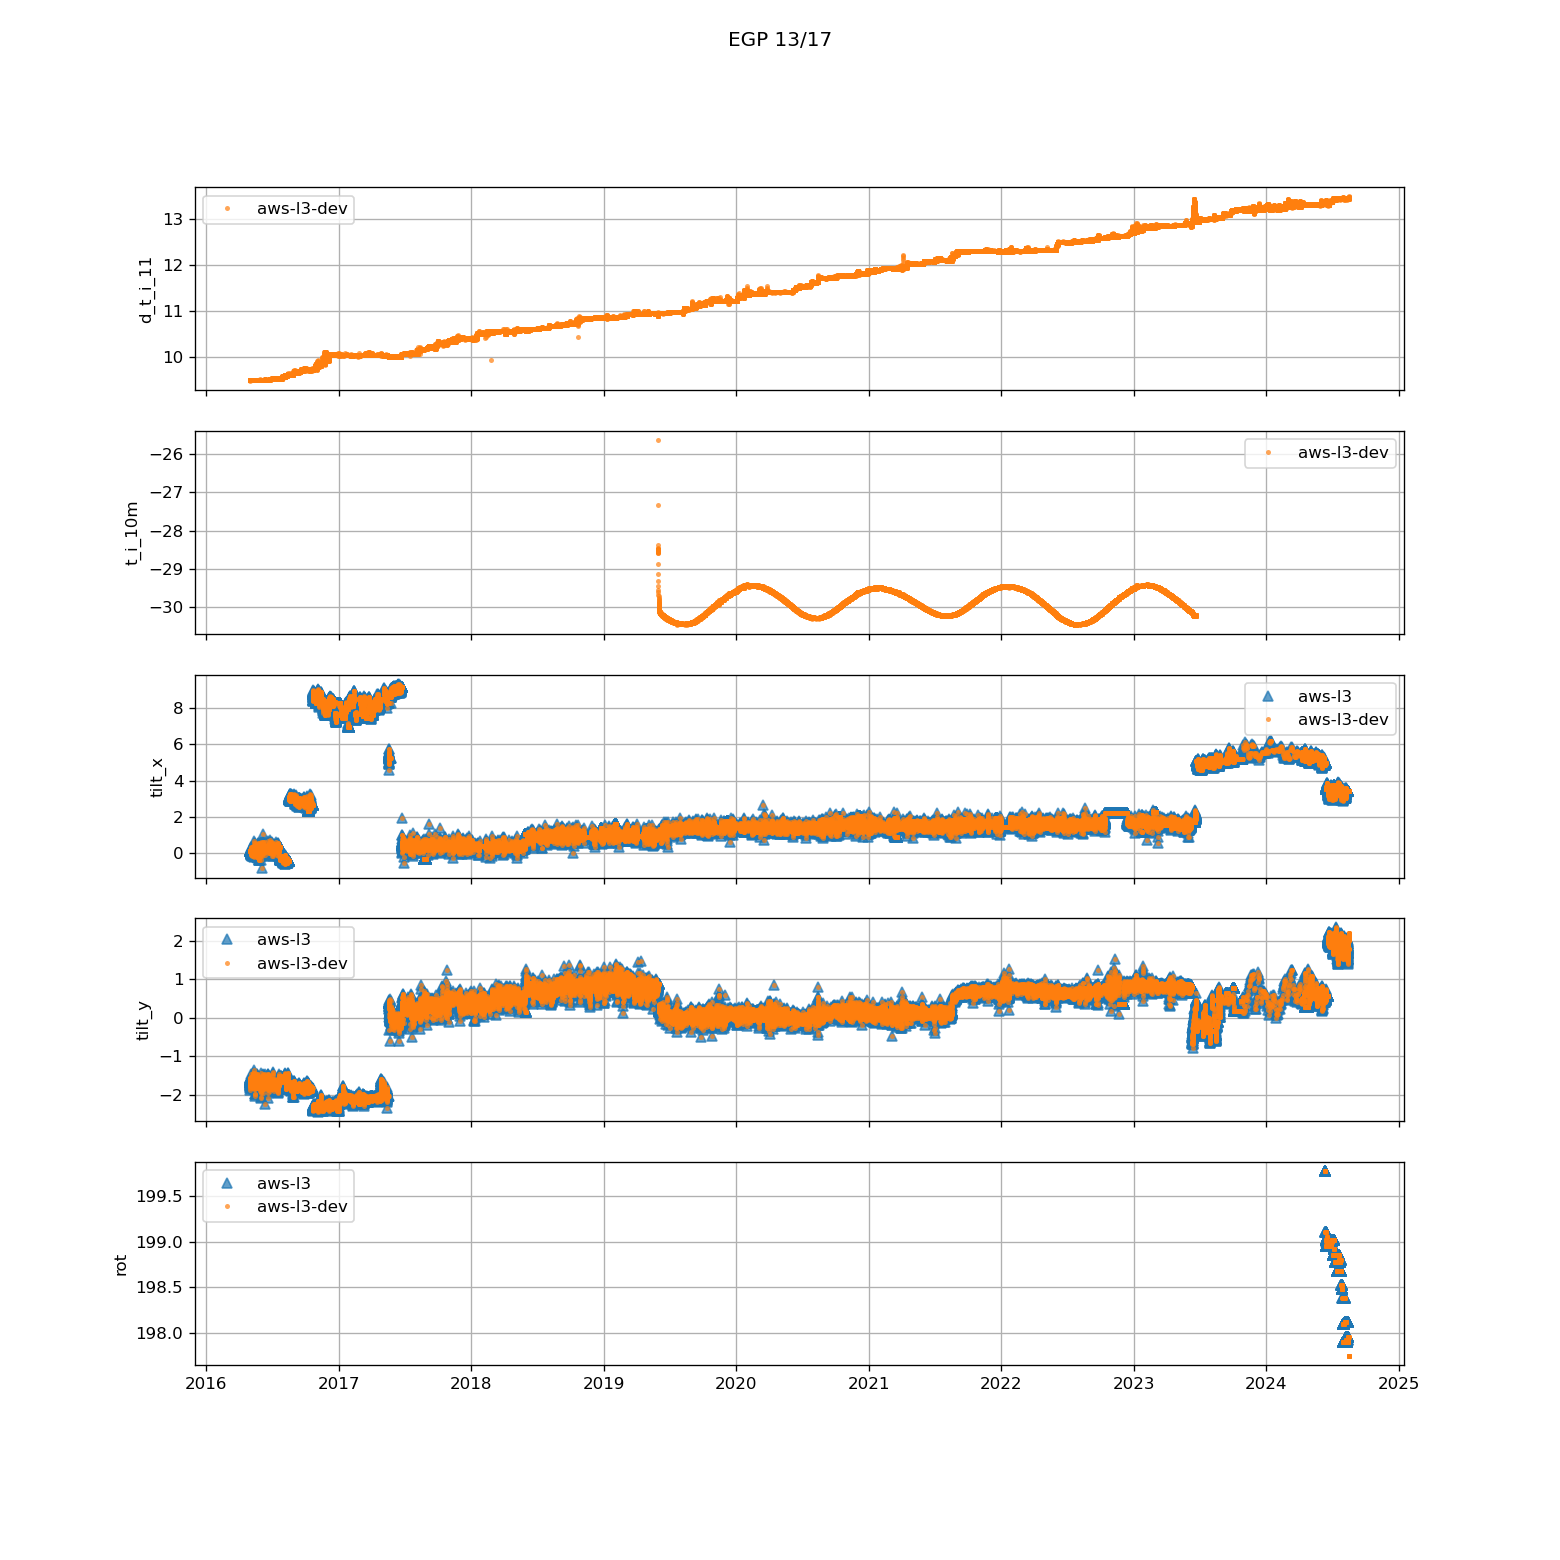 EGP 13/17
d_t_i_11
13
12
11
10
aws-l3-dev
t_i_10m
−26
−27
−28
−29
−30
aws-l3-dev
tilt_x
8
6
4
2
0
aws-l3
aws-l3-dev
tilt_y
2
1
0
−1
−2
aws-l3
aws-l3-dev
rot
199.5
199.0
198.5
198.0
aws-l3
aws-l3-dev
2016 2017 2018 2019 2020 2021 2022 2023 2024 2025